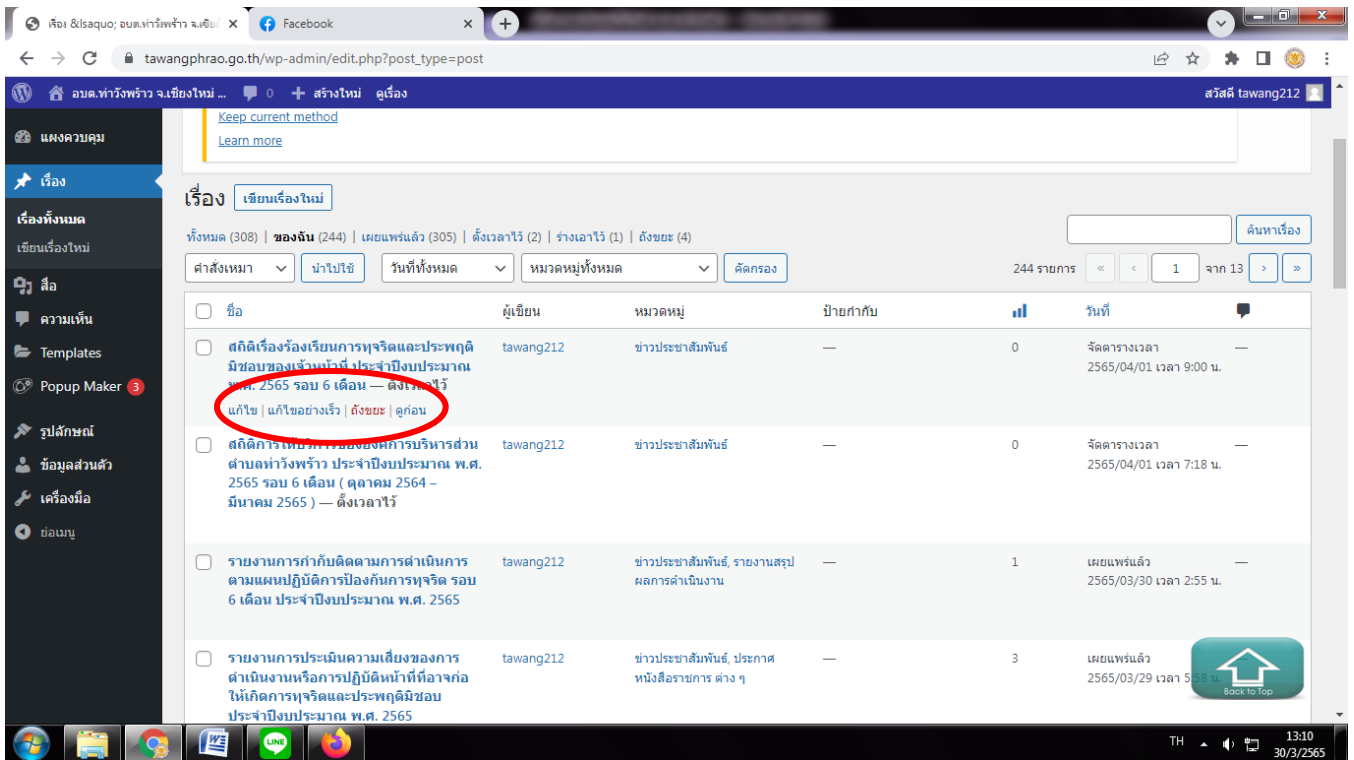 เรื่อง &lsaquo; อบต.ท่าวังพร้าว จ.เชีย
Facebook
tawangphrao.go.th/wp-admin/edit.php?post_type=post
อบต.ท่าวังพร้าว จ.เชียงใหม่ ... 0 + สร้างใหม่ ดูเรื่อง
สวัสดี tawang212
แผงควบคุม
เรื่อง
เรื่องทั้งหมด
เขียนเรื่องใหม่
สื่อ
ความเห็น
Templates
Popup Maker 3
รูปลักษณ์
ข้อมูลส่วนตัว
เครื่องมือ
ย่อเมนู
Keep current method
Learn more
เรื่อง เขียนเรื่องใหม่
ทั้งหมด (308) | ของฉัน (244) | เผยแพร่แล้ว (305) | ตั้งเวลาไว้ (2) | ร่างเอาไว้ (1) | ถังขยะ (4)
ค้นหาเรื่อง
คำสั่งเหมา นำไปใช้ วันที่ทั้งหมด หมวดหมู่ทั้งหมด คัดกรอง
244 รายการ « ‹ 1 จาก 13 › »
ชื่อ ผู้เขียน หมวดหมู่ ป้ายกำกับ วันที่
สถิติเรื่องร้องเรียนการทุจริตและประพฤติ tawang212 ข่าวประชาสัมพันธ์ — 0 จัดตารางเวลา —
มิชอบของเจ้าหน้าที่ ประจำปีงบประมาณ 2565/04/01 เวลา 9:00 น.
พ.ศ. 2565 รอบ 6 เดือน — ตั้งเวลาไว้
แก้ไข | แก้ไขอย่างเร็ว | ถังขยะ | ดูก่อน
สถิติการให้บริการขององค์การบริหารส่วน tawang212 ข่าวประชาสัมพันธ์ — 0 จัดตารางเวลา —
ตำบลท่าวังพร้าว ประจำปีงบประมาณ พ.ศ. 2565/04/01 เวลา 7:18 น.
2565 รอบ 6 เดือน ( ตุลาคม 2564 –
มีนาคม 2565 ) — ตั้งเวลาไว้
รายงานการกำกับติดตามการดำเนินการ tawang212 ข่าวประชาสัมพันธ์, รายงานสรุป — 1 เผยแพร่แล้ว —
ตามแผนปฏิบัติการป้องกันการทุจริต รอบ ผลการดำเนินงาน 2565/03/30 เวลา 2:55 น.
6 เดือน ประจำปีงบประมาณ พ.ศ. 2565
รายงานการประเมินความเสี่ยงของการ tawang212 ข่าวประชาสัมพันธ์, ประกาศ — 3 เผยแพร่แล้ว
ดำเนินงานหรือการปฏิบัติหน้าที่ที่อาจก่อ หนังสือราชการ ต่าง ๆ 2565/03/29 เวลา 5:58 น.
ให้เกิดการทุจริตและประพฤติมิชอบ
ประจำปีงบประมาณ พ.ศ. 2565
Back to Top
LINE
TH 13:10
30/3/2565